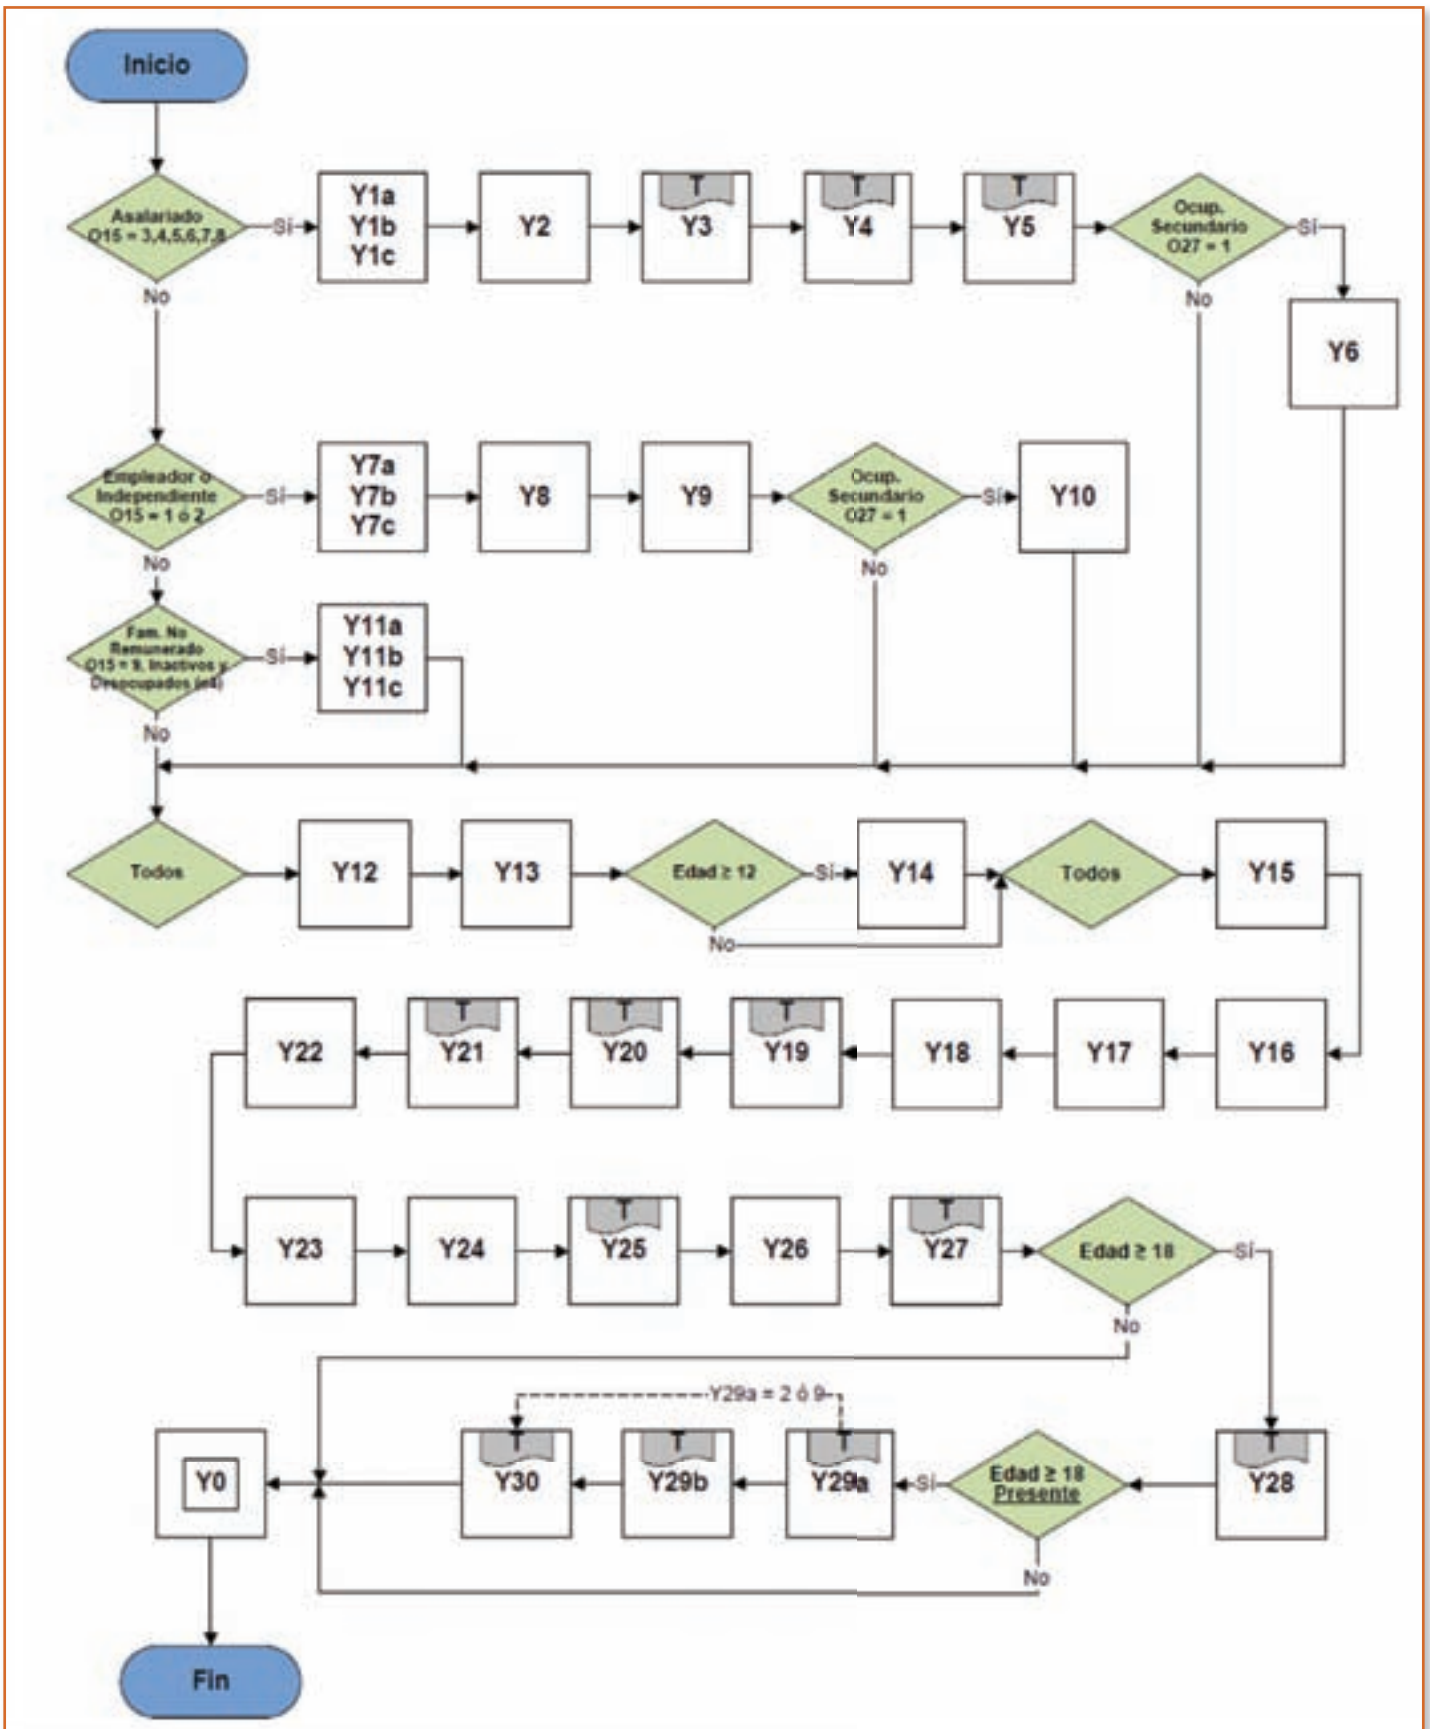 Inicio
Asalariado
O15 = 3,4,5,6,7,8
Sí
No
Y1a
Y1b
Y1c
Y2
T
Y3
T
Y4
T
Y5
Ocup.
Secundario
O27 = 1
Sí
No
Y6
Empleador o
Independiente
O15 = 1 ó 2
Sí
No
Y7a
Y7b
Y7c
Y8
Y9
Ocup.
Secundario
O27 = 1
Sí
No
Y10
Fam. No
Remunerado
O15 = 9, Inactivos y
Desocupados
Sí
No
Y11a
Y11b
Y11c
Todos
Y12
Y13
Edad ≥ 12
Sí
No
Y14
Todos
Y15
Y22
T
Y21
T
Y20
T
Y19
Y18
Y17
Y16
Y23
Y24
T
Y25
Y26
T
Y27
Edad ≥ 18
Sí
No
Y29a = 2 ó 9
Y0
T
Y30
T
Y29b
T
Y29a
Sí
Edad ≥ 18
Presente
No
T
Y28
Fin